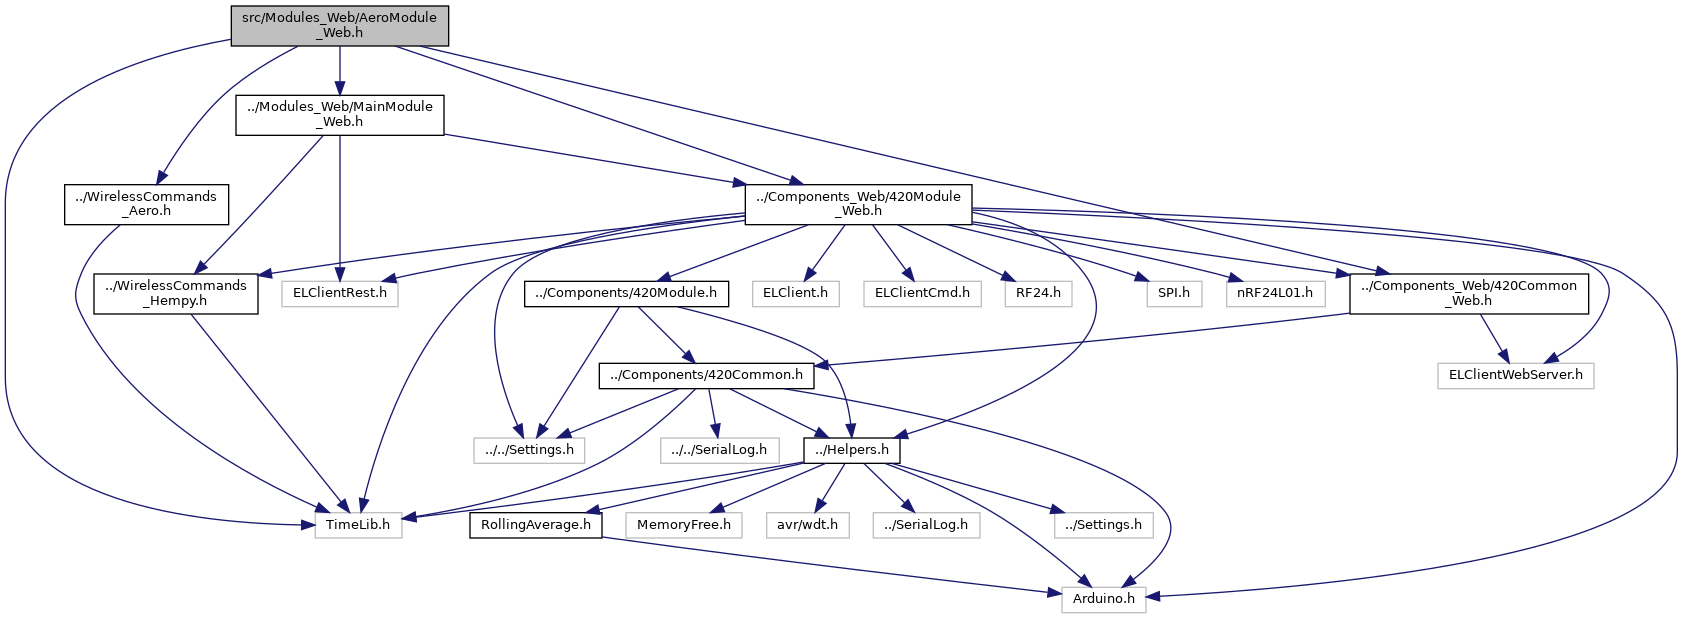 src/Modules_Web/AeroModule
_Web.h
../Modules_Web/MainModule
_Web.h
../WirelessCommands
_Aero.h
../Components_Web/420Module
_Web.h
../WirelessCommands
_Hempy.h
ELClientRest.h
../Components/420Module.h
ELClient.h
ELClientCmd.h
RF24.h
SPI.h
nRF24L01.h
../Components_Web/420Common
_Web.h
../Components/420Common.h
ELClientWebServer.h
../../Settings.h
../../SerialLog.h
../Helpers.h
TimeLib.h
RollingAverage.h
MemoryFree.h
avr/wdt.h
../SerialLog.h
../Settings.h
Arduino.h